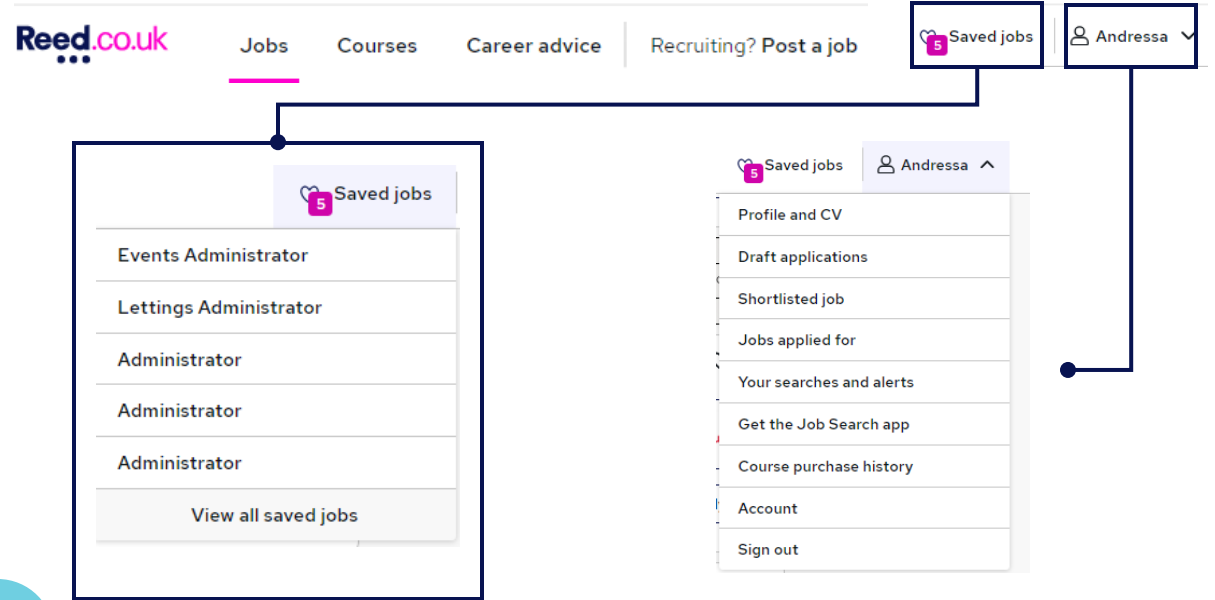 Reed.co.uk
Jobs
Courses
Career advice
Recruiting? Post a job
5
Saved jobs
Andressa
5
Saved jobs
Events Administrator
Lettings Administrator
Administrator
Administrator
Administrator
View all saved jobs
5
Saved jobs
Andressa
Profile and CV
Draft applications
Shortlisted job
Jobs applied for
Your searches and alerts
Get the Job Search app
Course purchase history
Account
Sign out